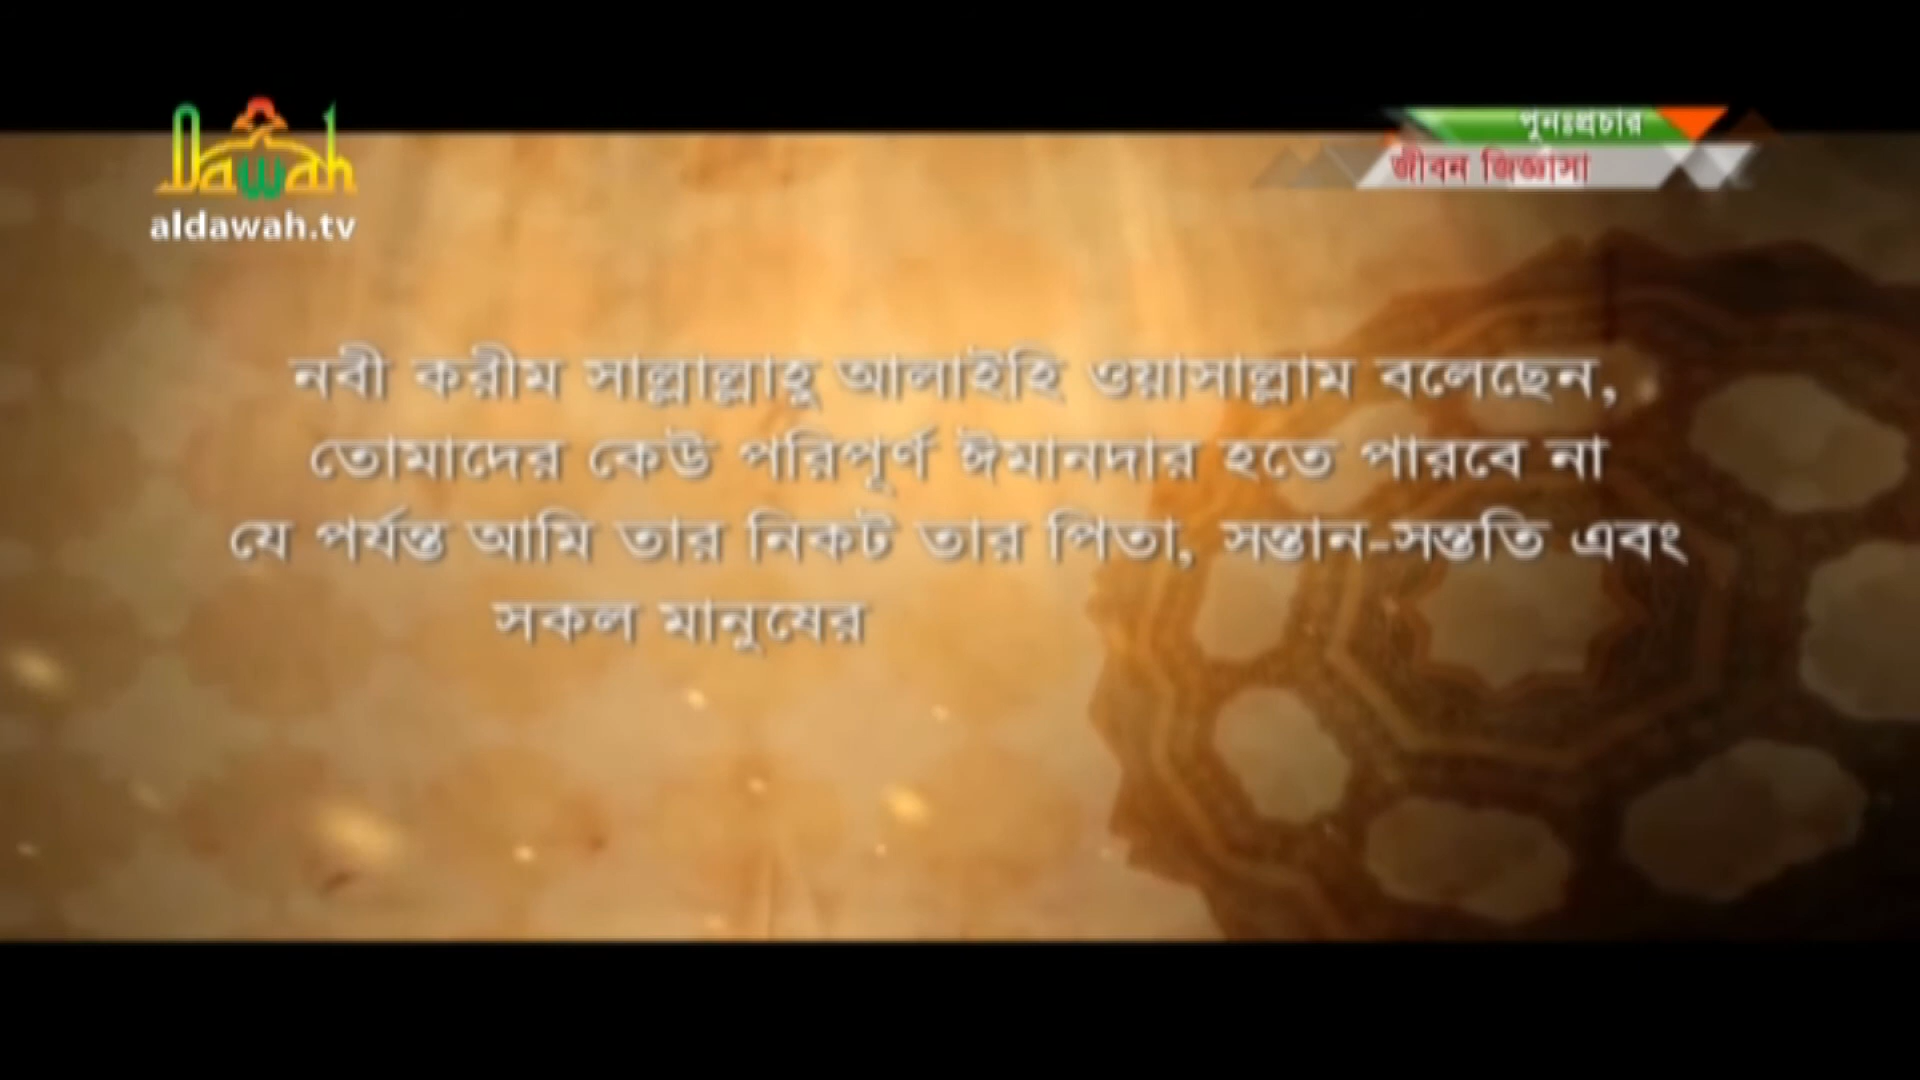 Dawah
aldawah.tv
পুনঃপ্রচার
জীবন জিজ্ঞাসা
নবী করীম সাল্লাল্লাহু আলাইহি ওয়াসাল্লাম বলেছেন,
তোমাদের কেউ পরিপূর্ণ ঈমানদার হতে পারবে না
যে পর্যন্ত আমি তার নিকট তার পিতা, সন্তান-সন্ততি এবং
সকল মানুষের